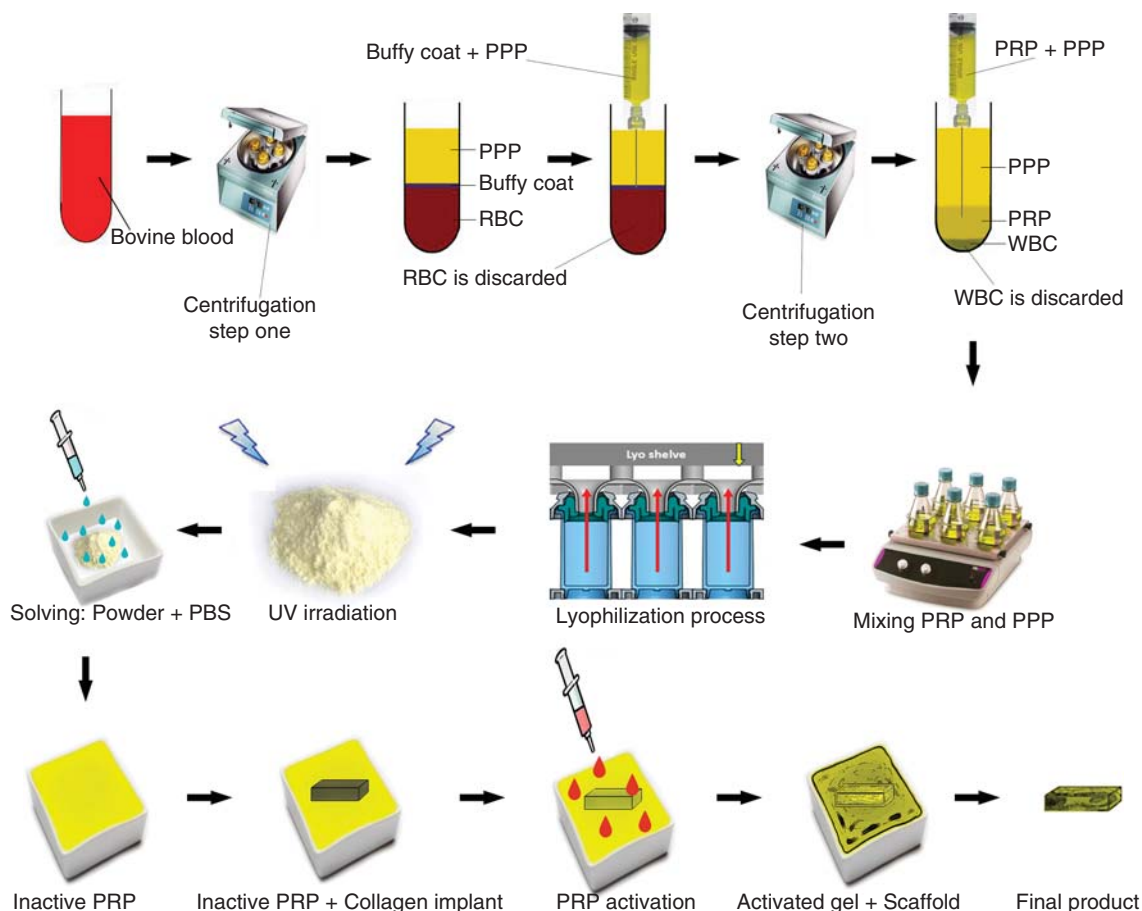 Buffy coat + PPP
PRP + PPP
PPP
Buffy coat
RBC
PPP
PRP
WBC
Bovine blood
RBC is discarded
WBC is discarded
Centrifugation
step one
Centrifugation
step two
Lyo shelve
Solving: Powder + PBS
UV irradiation
Lyophilization process
Mixing PRP and PPP
Inactive PRP
Inactive PRP + Collagen implant
PRP activation
Activated gel + Scaffold
Final product